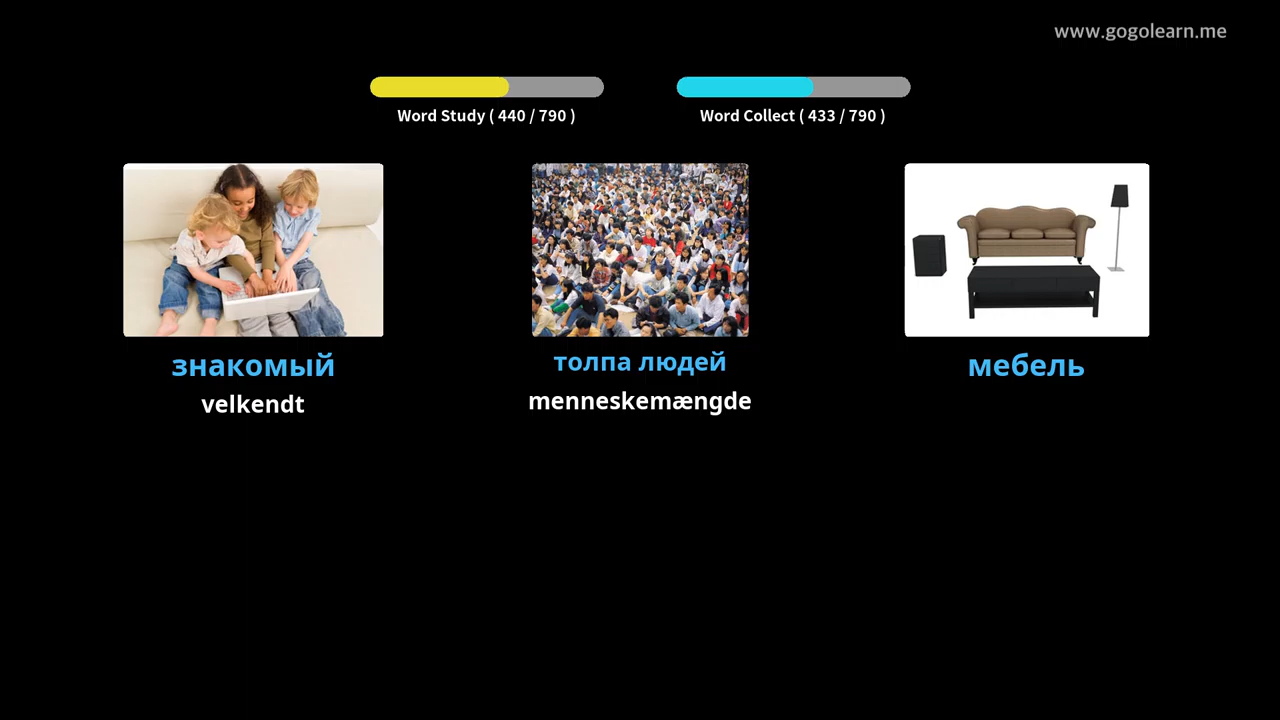 www.gogolearn.me
Word Study ( 440 / 790 )
Word Collect ( 433 / 790 )
знакомый
velkendt
толпа людей
menneskemængde
мебель